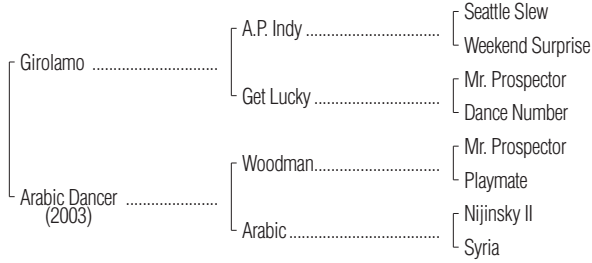 Seattle Slew
A.P. Indy ........................................
Weekend Surprise
Girolamo .....................................
Mr. Prospector
Get Lucky ......................................
Dance Number
Mr. Prospector
Woodman......................................
Playmate
Arabic Dancer ...........................
(2003)
Nijinsky II
Arabic.............................................
Syria